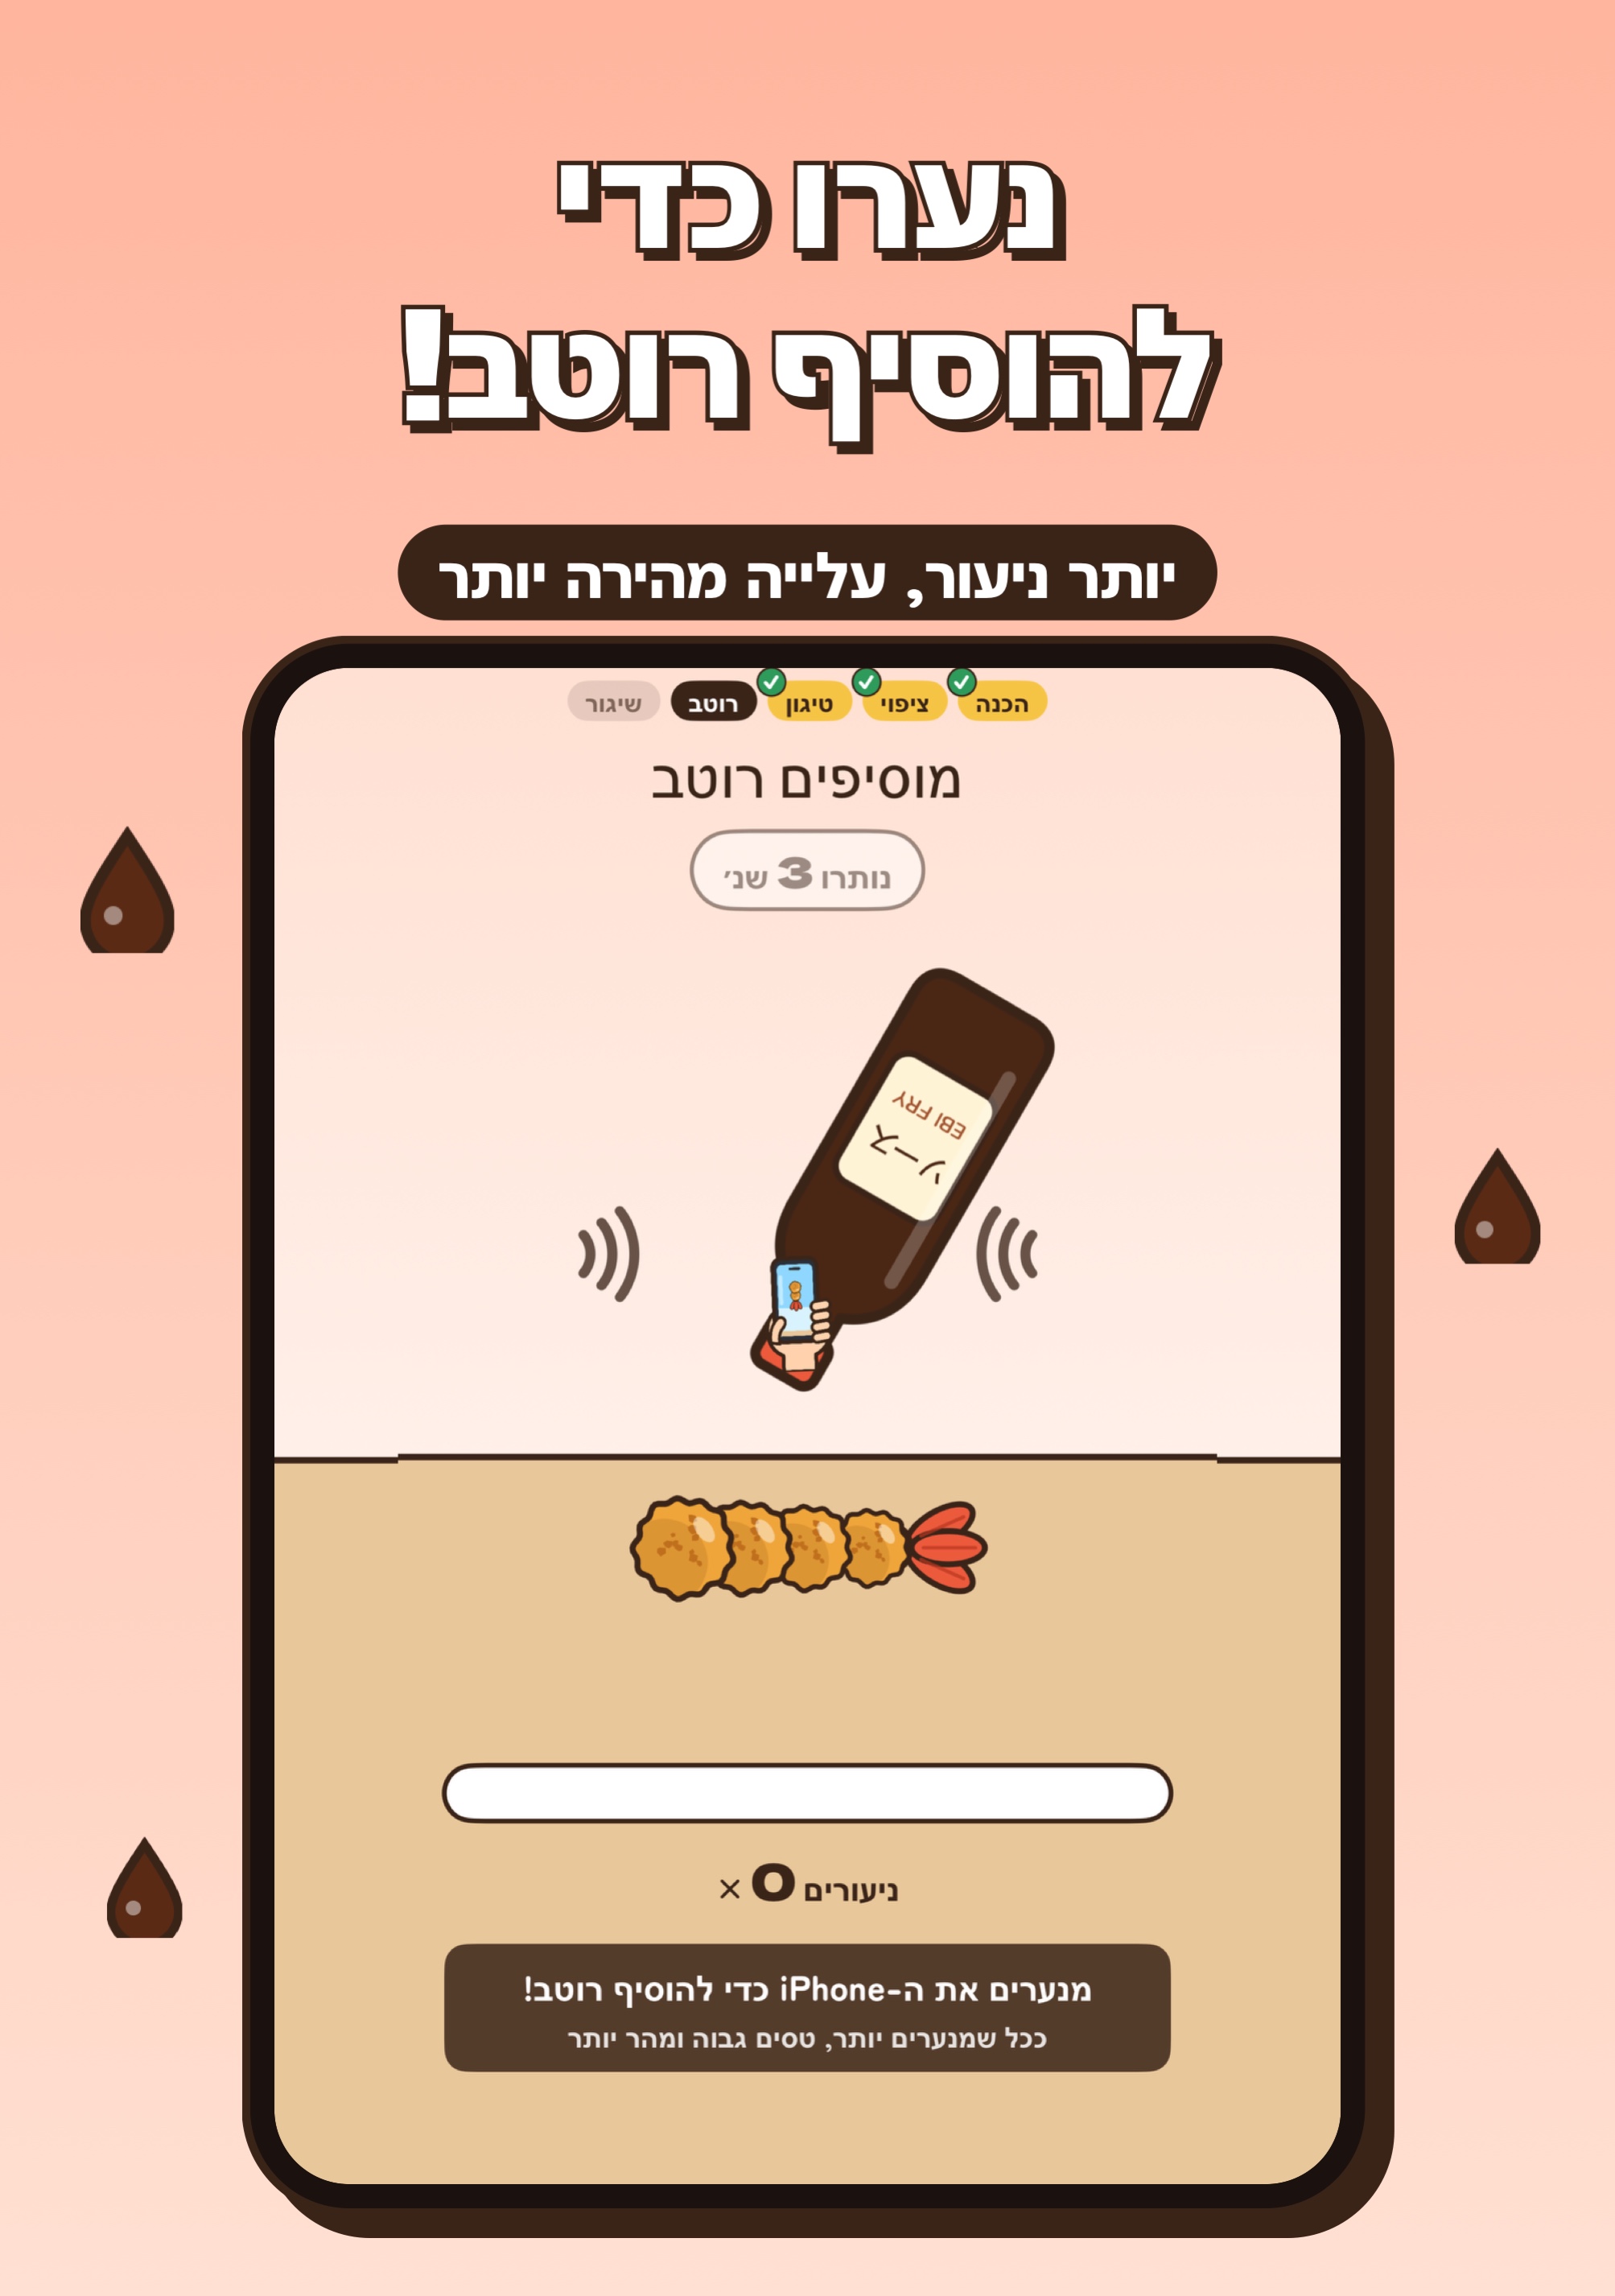 נערו כדי
להוסיף רוטב!
יותר ניעור, עלייה מהירה יותר
הכנה ציפוי טיגון רוטב שיגור
מוסיפים רוטב
נותרו 3 שנ׳
EBI FRY
ソース
ניעורים 0 ×
מנערים את ה-iPhone כדי להוסיף רוטב!
ככל שמנערים יותר, טסים גבוה ומהר יותר